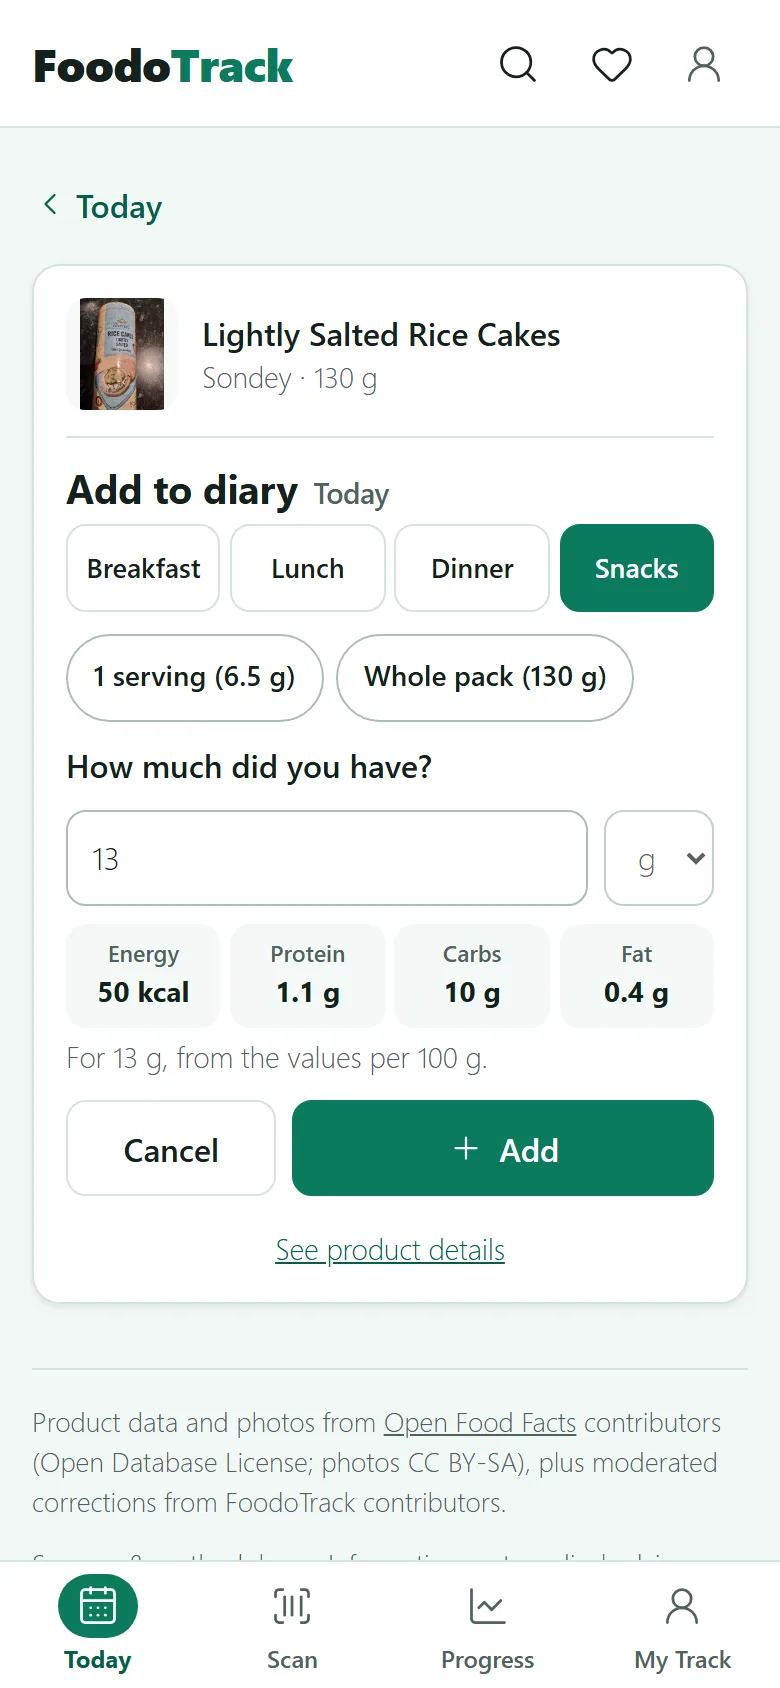 FoodoTrack
Today
Lightly Salted Rice Cakes
Sondey · 130 g
RICE CAKES
Add to diary Today
Breakfast
Lunch
Dinner
Snacks
1 serving (6.5 g)
Whole pack (130 g)
How much did you have?
13
g
Energy
50 kcal
Protein
1.1 g
Carbs
10 g
Fat
0.4 g
For 13 g, from the values per 100 g.
Cancel
+ Add
See product details
Product data and photos from Open Food Facts contributors
(Open Database License; photos CC BY-SA), plus moderated
corrections from FoodoTrack contributors.
Today
Scan
Progress
My Track